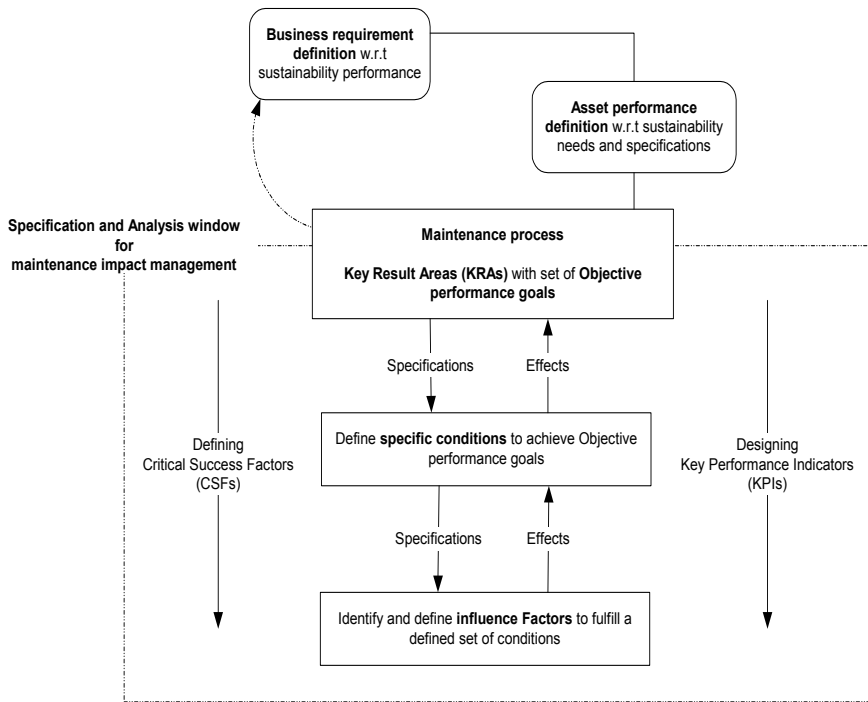 Business requirement
definition w.r.t
sustainability performance
Asset performance
definition w.r.t sustainability
needs and specifications
Specification and Analysis window
for
maintenance impact management
Maintenance process
Key Result Areas (KRAs) with set of Objective
performance goals
Specifications
Effects
Define specific conditions to achieve Objective
performance goals
Defining
Critical Success Factors
(CSFs)
Designing
Key Performance Indicators
(KPIs)
Specifications
Effects
Identify and define influence Factors to fulfill a
defined set of conditions